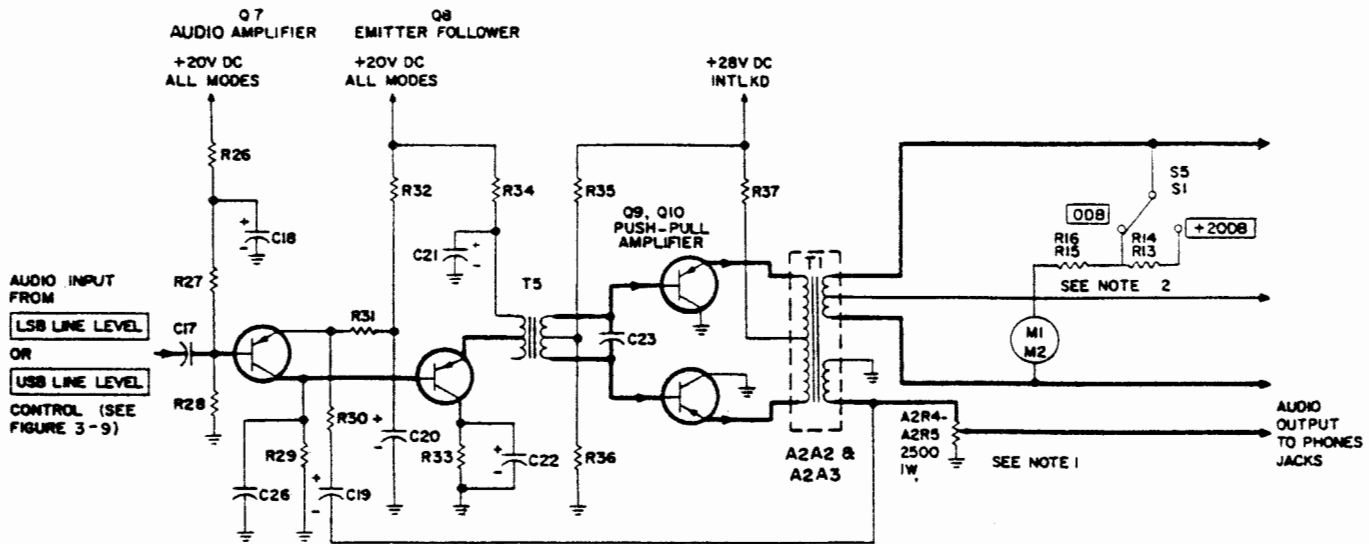 Q7
AUDIO AMPLIFIER
Q8
EMITTER FOLLOWER
+20V DC
ALL MODES
+20V DC
ALL MODES
+28V DC
INTLKD
R26
C18
R27
R32
R34
C21
T5
R35
R37
Q9, Q10
PUSH-PULL
AMPLIFIER
C23
T1
S5
S1
0DB
+20DB
R16
R15
R14
R13
SEE NOTE 2
M1
M2
AUDIO INPUT
FROM
LSB LINE LEVEL
OR
USB LINE LEVEL
CONTROL (SEE
FIGURE 3-9)
C17
R28
R31
R30
R29
C26
C19
C20
R33
C22
R36
A2A2 &
A2A3
A2R4-
A2R5
2500
1W,
SEE NOTE 1
AUDIO
OUTPUT
TO PHONES
JACKS